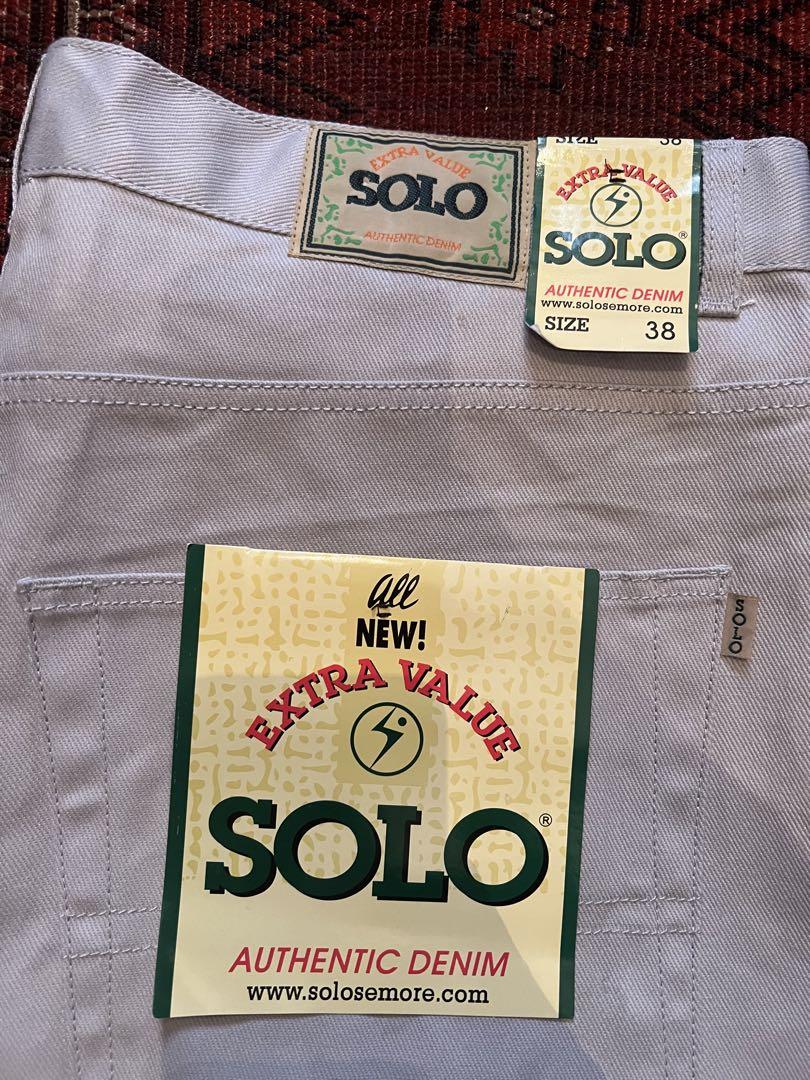 EXTRA VALUE
SOLO
AUTHENTIC DENIM
SIZE 38
EXTRA VALUE
SOLO®
AUTHENTIC DENIM
www.solosemore.com
SIZE 38
SOLO
All
NEW!
EXTRA VALUE
SOLO®
AUTHENTIC DENIM
www.solosemore.com